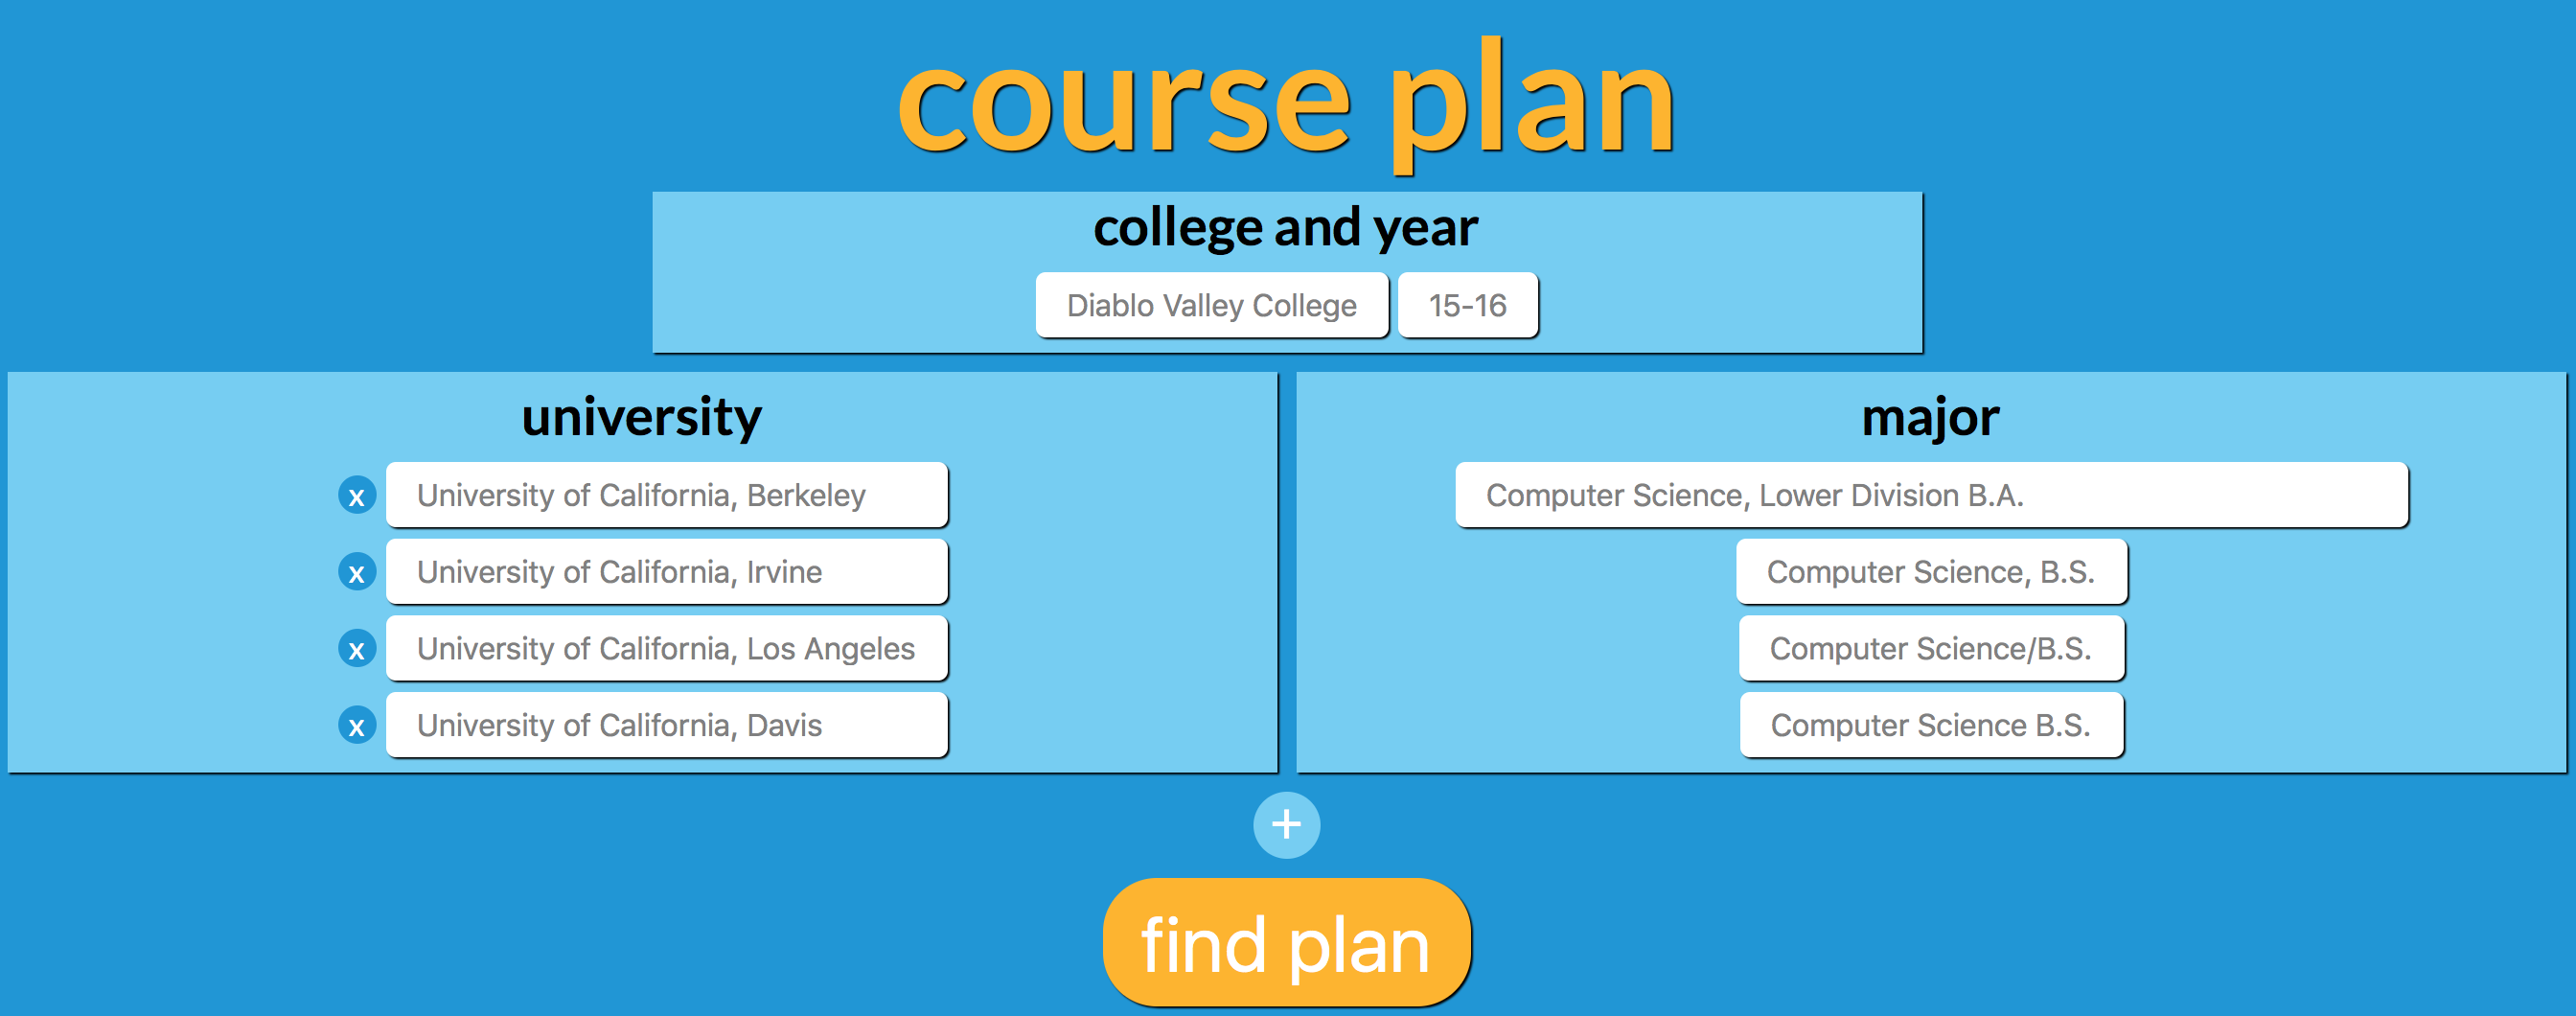 course plan
college and year
Diablo Valley College 15-16
university
x University of California, Berkeley
x University of California, Irvine
x University of California, Los Angeles
x University of California, Davis
major
Computer Science, Lower Division B.A.
Computer Science, B.S.
Computer Science/B.S.
Computer Science B.S.
+
find plan